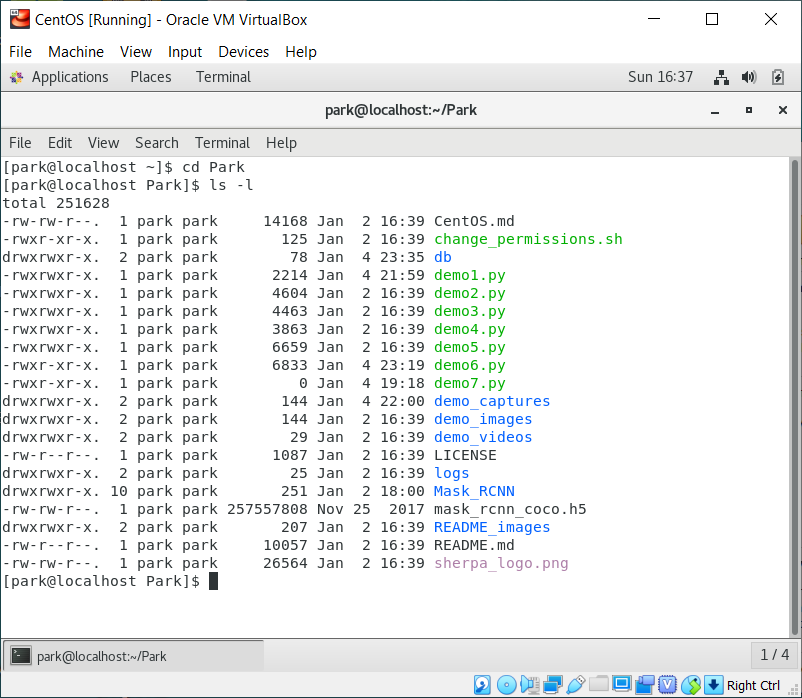 CentOS [Running] - Oracle VM VirtualBox
File Machine View Input Devices Help
Applications Places Terminal Sun 16:37
park@localhost:~/Park
File Edit View Search Terminal Help
[park@localhost ~]$ cd Park
[park@localhost Park]$ ls -l
total 251628
-rw-rw-r--.  1 park park     14168 Jan  2 16:39 CentOS.md
-rwxr-xr-x.  1 park park       125 Jan  2 16:39 change_permissions.sh
drwxrwxr-x.  2 park park        78 Jan  4 23:35 db
-rwxrwxr-x.  1 park park      2214 Jan  4 21:59 demo1.py
-rwxrwxr-x.  1 park park      4604 Jan  2 16:39 demo2.py
-rwxrwxr-x.  1 park park      4463 Jan  2 16:39 demo3.py
-rwxrwxr-x.  1 park park      3863 Jan  2 16:39 demo4.py
-rwxrwxr-x.  1 park park      6659 Jan  2 16:39 demo5.py
-rwxr-xr-x.  1 park park      6833 Jan  4 23:19 demo6.py
-rwxr-xr-x.  1 park park         0 Jan  4 19:18 demo7.py
drwxrwxr-x.  2 park park       144 Jan  4 22:00 demo_captures
drwxrwxr-x.  2 park park       144 Jan  2 16:39 demo_images
drwxrwxr-x.  2 park park        29 Jan  2 16:39 demo_videos
-rw-r--r--.  1 park park      1087 Jan  2 16:39 LICENSE
drwxrwxr-x.  2 park park        25 Jan  2 16:39 logs
drwxrwxr-x. 10 park park       251 Jan  2 18:00 Mask_RCNN
-rw-rw-r--.  1 park park 257557808 Nov 25  2017 mask_rcnn_coco.h5
drwxrwxr-x.  2 park park       207 Jan  2 16:39 README_images
-rw-r--r--.  1 park park     10057 Jan  2 16:39 README.md
-rw-rw-r--.  1 park park     26564 Jan  2 16:39 sherpa_logo.png
[park@localhost Park]$
park@localhost:~/Park 1 / 4
Right Ctrl